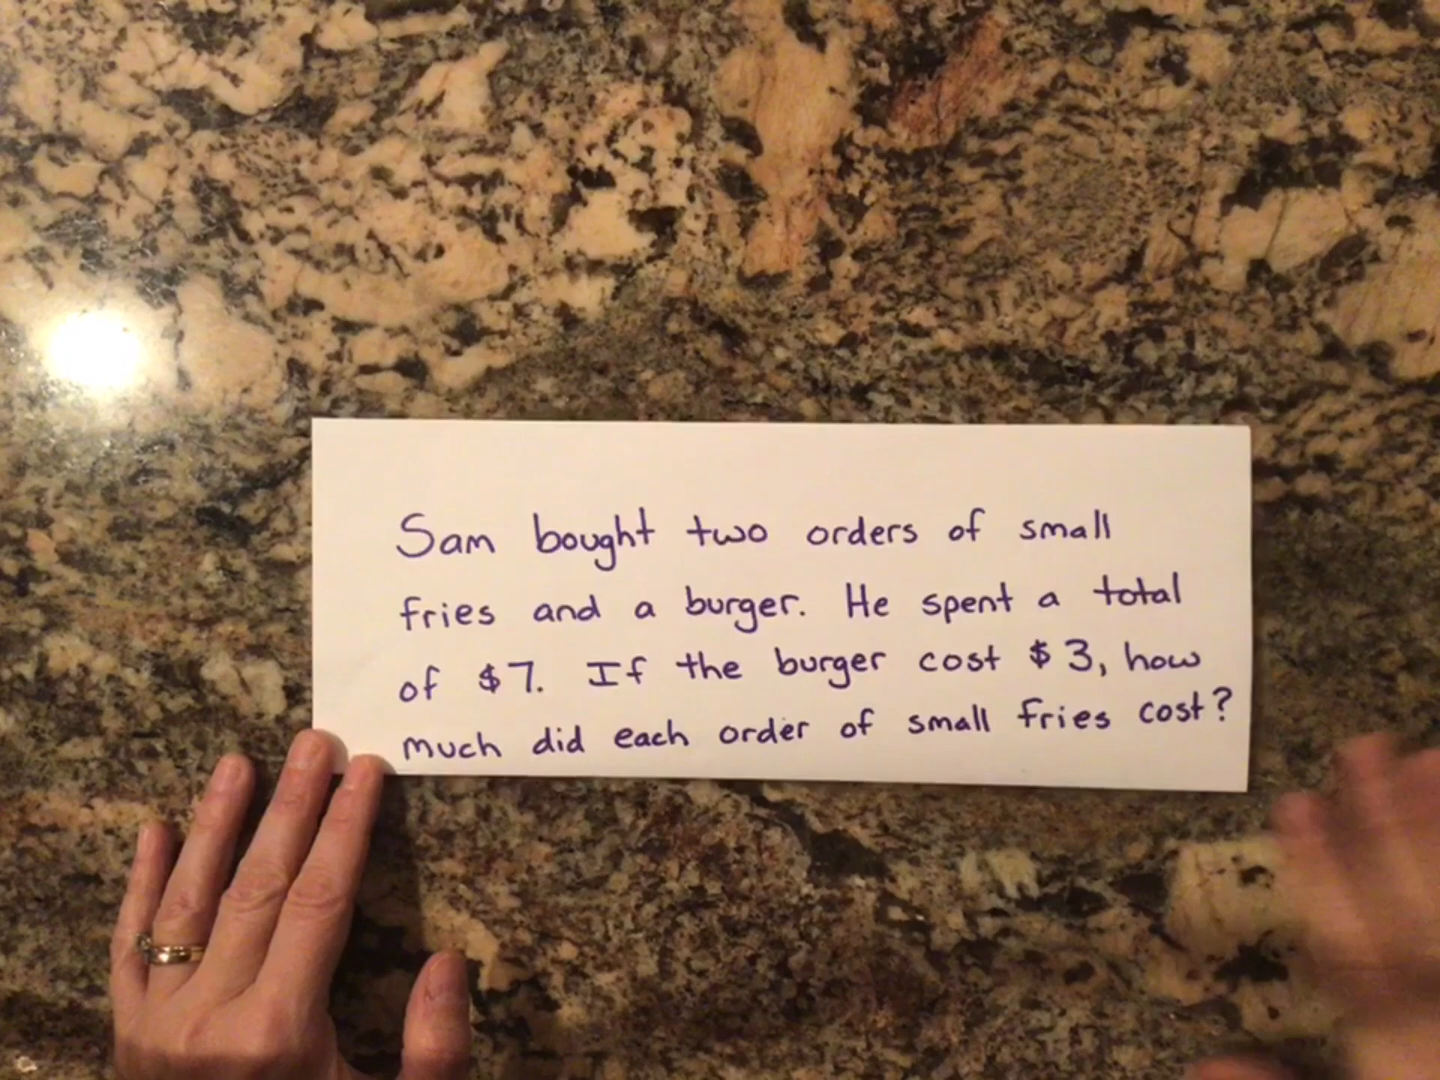 Sam bought two orders of small
fries and a burger. He spent a total
of $7. If the burger cost $3, how
much did each order of small fries cost?